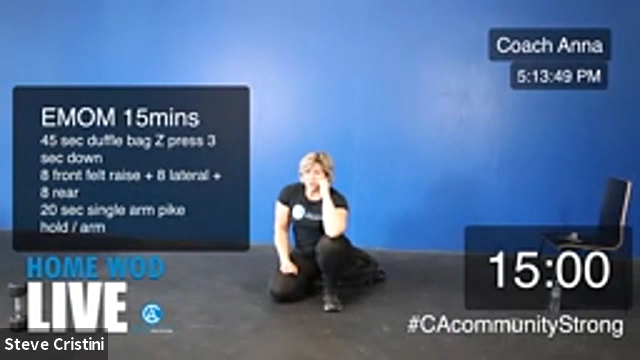 Coach Anna
5:13:49 PM
EMOM 15mins
45 sec duffle bag Z press 3
sec down
8 front felt raise + 8 lateral +
8 rear
20 sec single arm pike
hold / arm
HOME WOD
LIVE
15:00
#CAcommunityStrong
Steve Cristini